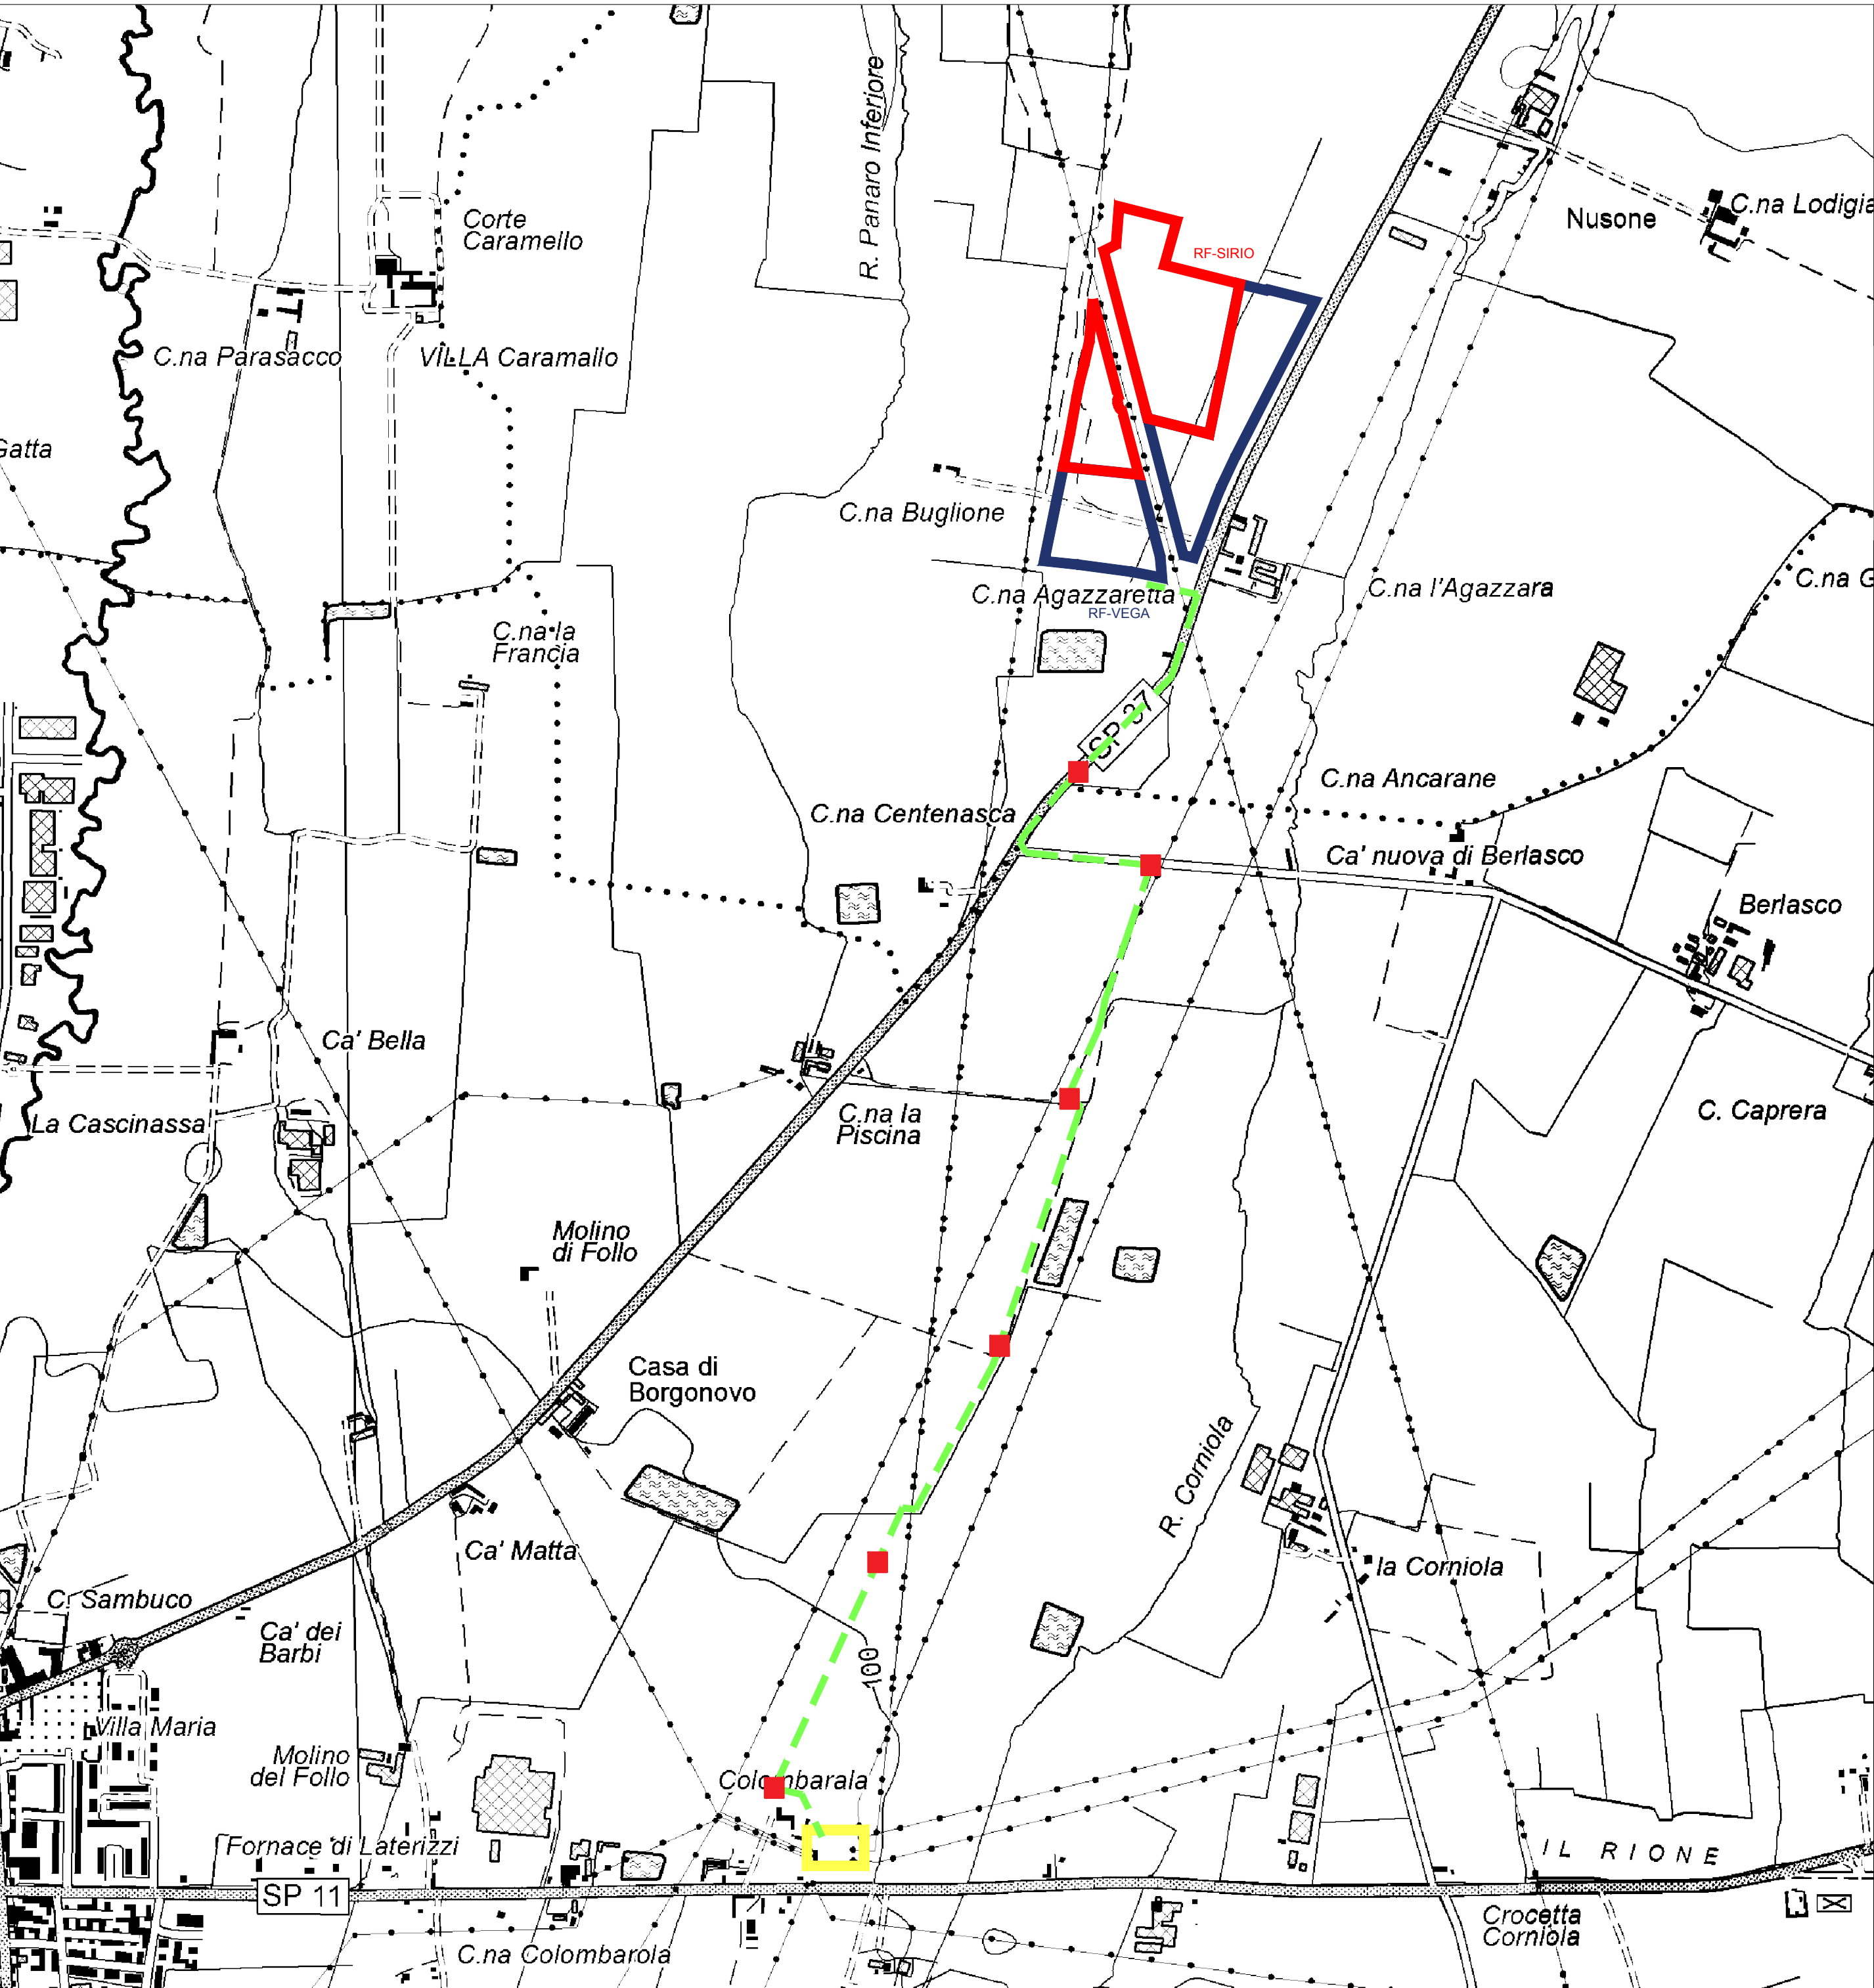 R. Panaro Inferiore
Corte
Caramello
Nusone
C.na Lodigia
RF-SIRIO
C.na Parasacco
VILLA Caramallo
Gatta
C.na Buglione
C.na Agazzaretta
C.na l'Agazzara
C.na G
RF-VEGA
C.na la
Francia
SP 37
C.na Ancarane
C.na Centenasca
Ca' nuova di Berlasco
Berlasco
Ca' Bella
La Cascinassa
C.na la
Piscina
C. Caprera
Molino
di Follo
Casa di
Borgonovo
R. Corniola
Ca' Matta
la Corniola
C. Sambuco
Ca' dei
Barbi
100
Villa Maria
Molino
del Follo
Colombarala
Fornace di Laterizzi
IL RIONE
SP 11
Crocetta
Corniola
C.na Colombarola